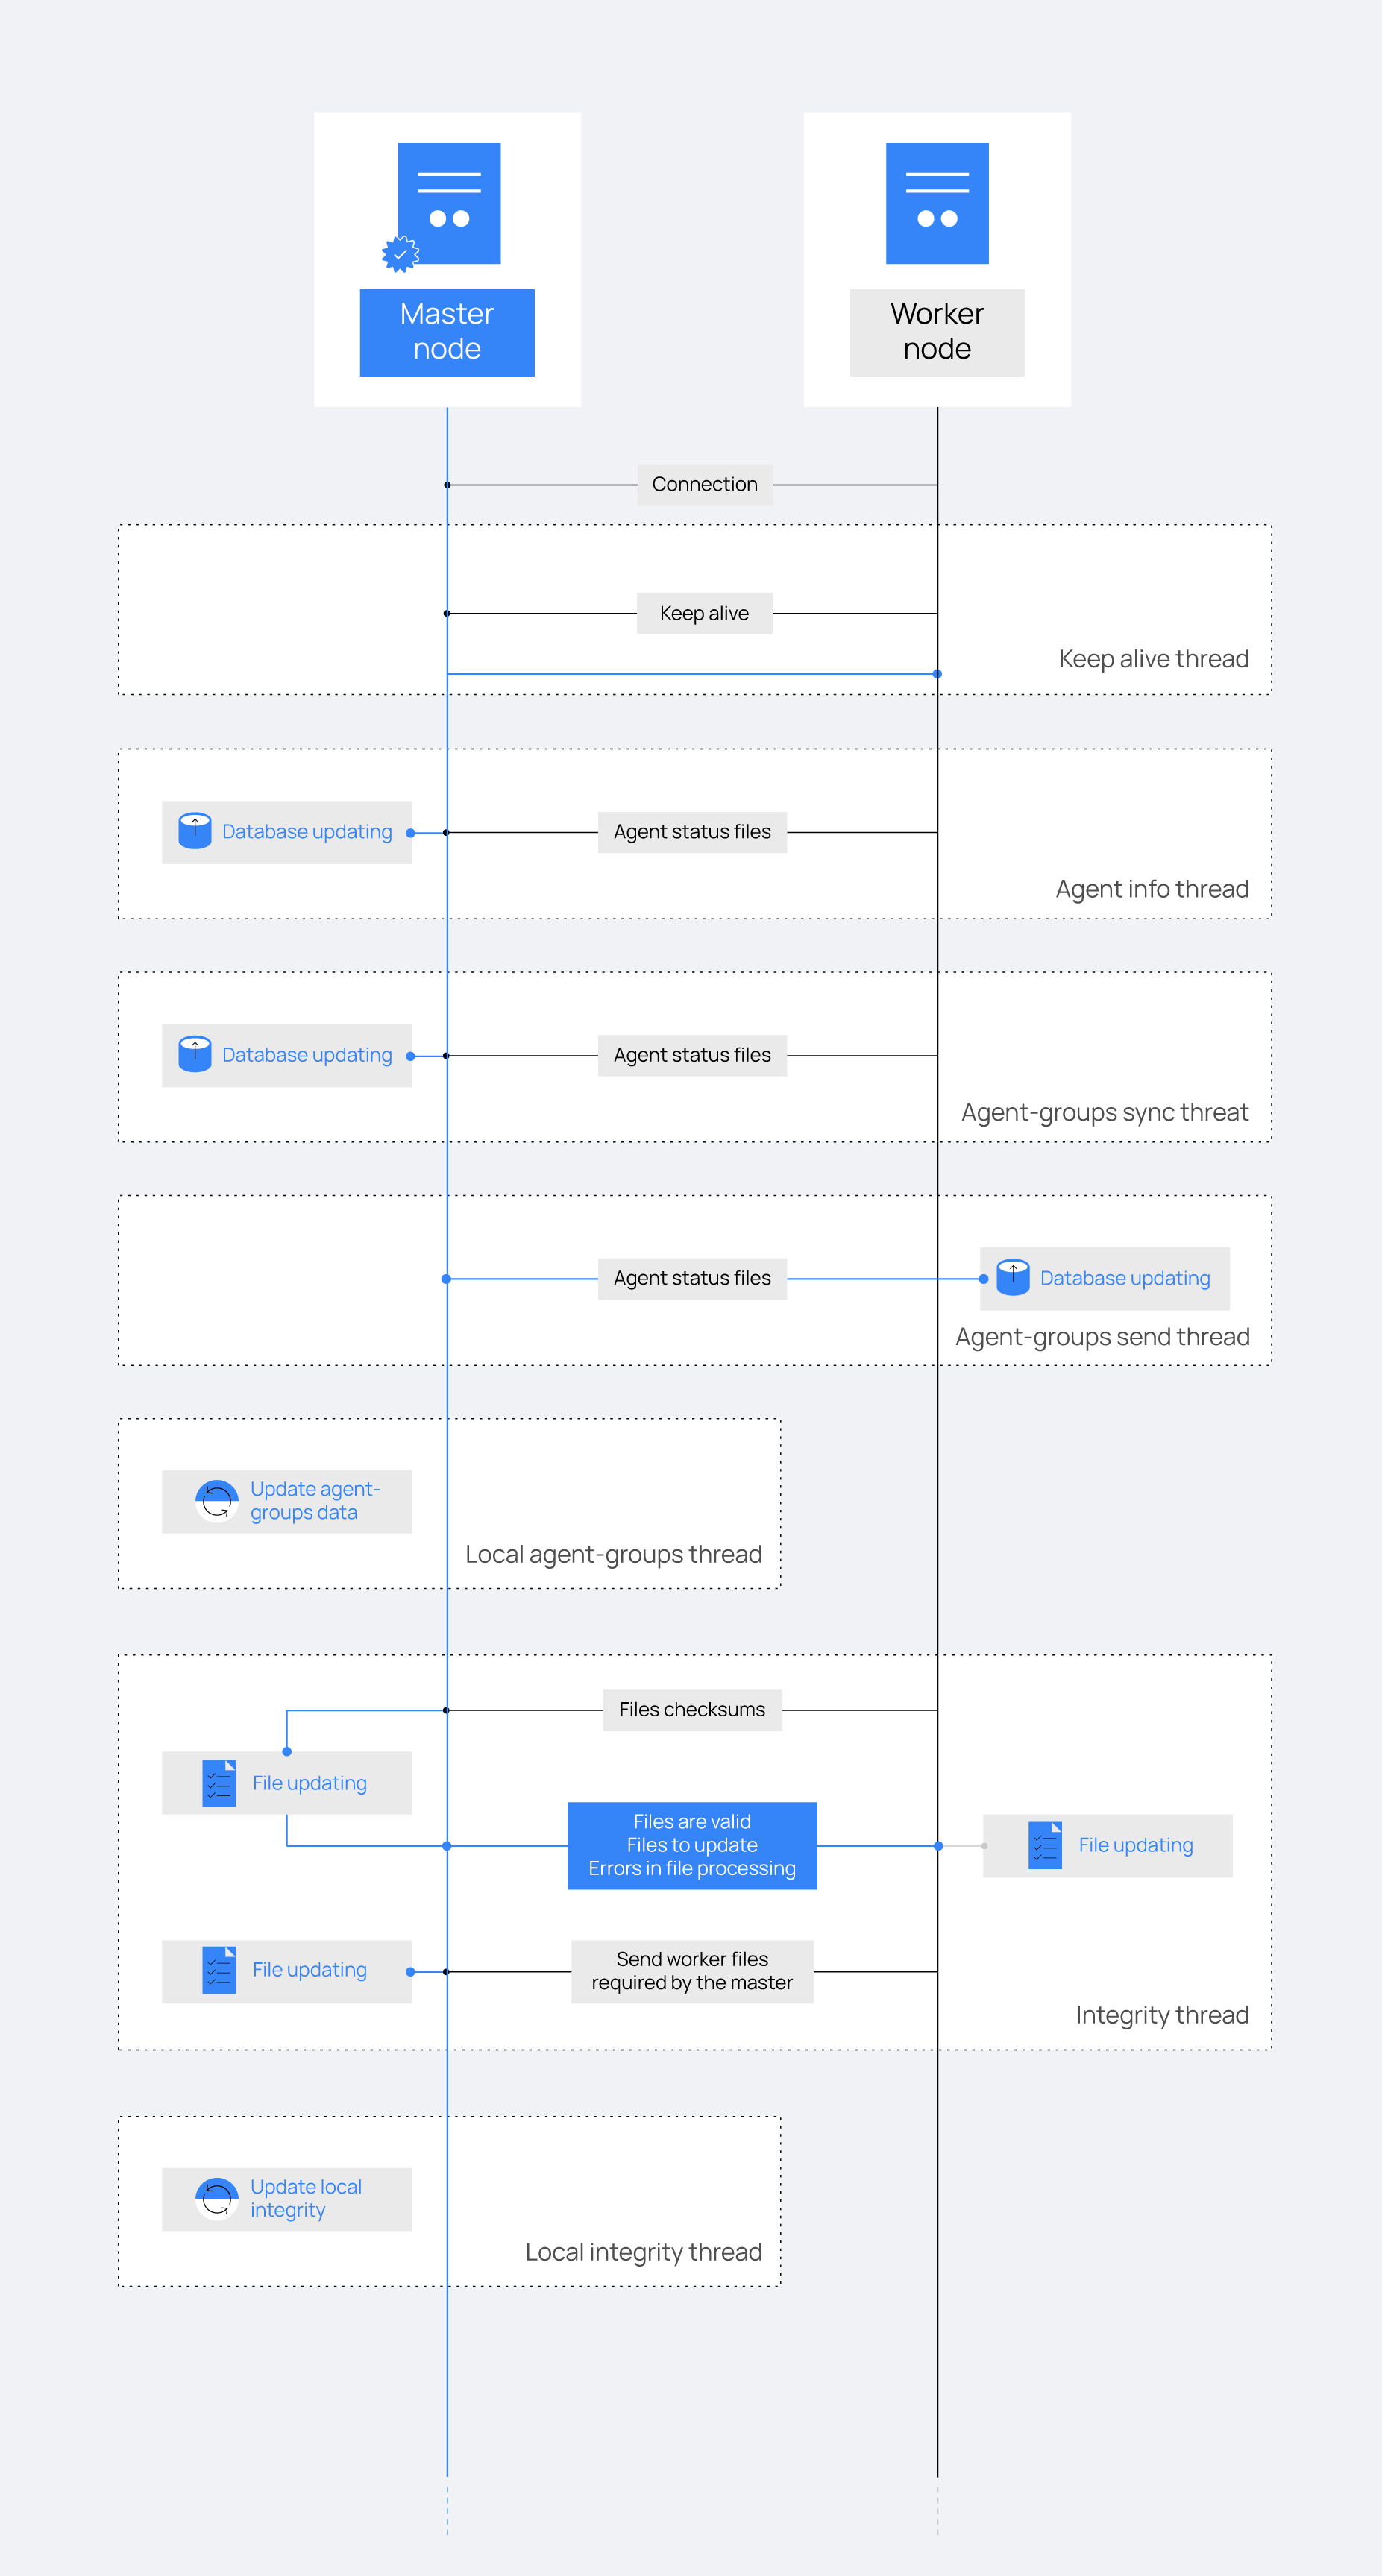 Master
node
Worker
node
Connection
Keep alive
Keep alive thread
Database updating
Agent status files
Agent info thread
Database updating
Agent status files
Agent-groups sync threat
Agent status files
Database updating
Agent-groups send thread
Update agent-
groups data
Local agent-groups thread
Files checksums
File updating
Files are valid
Files to update
Errors in file processing
File updating
File updating
Send worker files
required by the master
Integrity thread
Update local
integrity
Local integrity thread